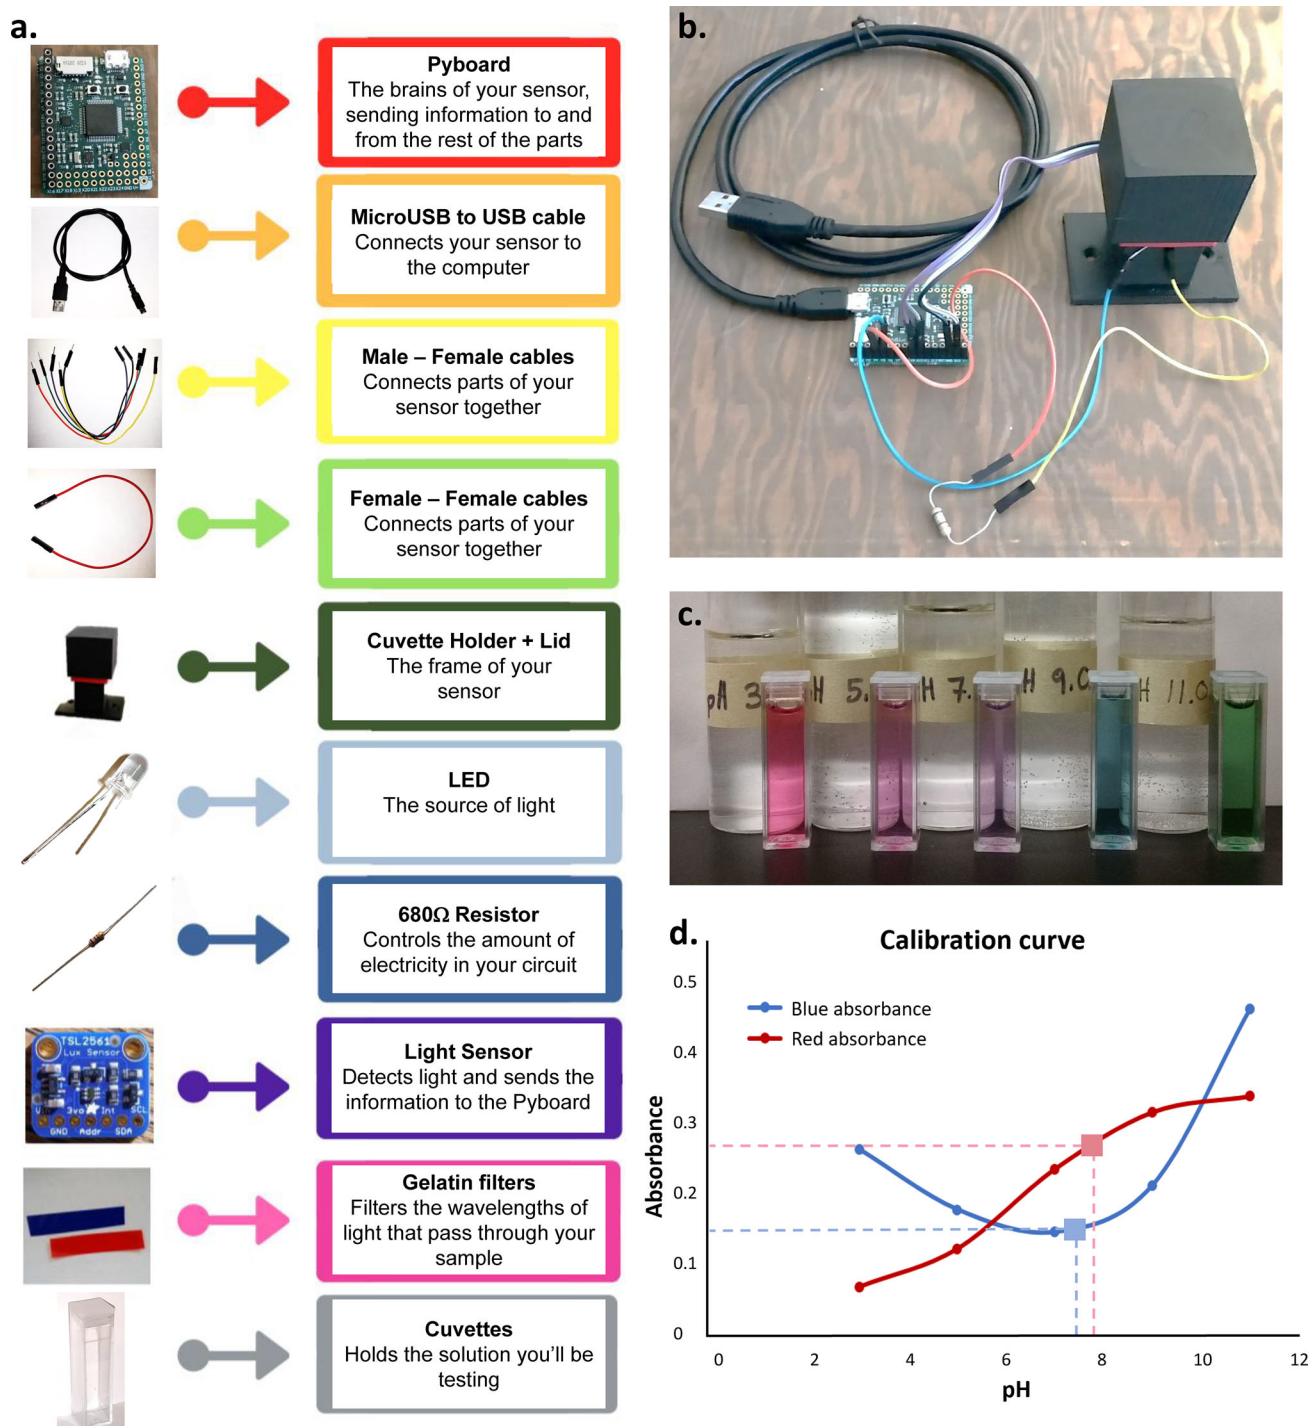 a.
Pyboard
The brains of your sensor,
sending information to and
from the rest of the parts
MicroUSB to USB cable
Connects your sensor to
the computer
Male – Female cables
Connects parts of your
sensor together
Female – Female cables
Connects parts of your
sensor together
Cuvette Holder + Lid
The frame of your
sensor
LED
The source of light
680Ω Resistor
Controls the amount of
electricity in your circuit
TSL2561
Lux Sensor
3vo Int SCL
GND Addr SDA
Light Sensor
Detects light and sends the
information to the Pyboard
Gelatin filters
Filters the wavelengths of
light that pass through your
sample
Cuvettes
Holds the solution you’ll be
testing
b.
c.
pH 3
H 5.
H 7.
H 9.0
H 11.0
d.
Calibration curve
Blue absorbance
Red absorbance
Absorbance
0.5
0.4
0.3
0.2
0.1
0
0 2 4 6 8 10 12
pH